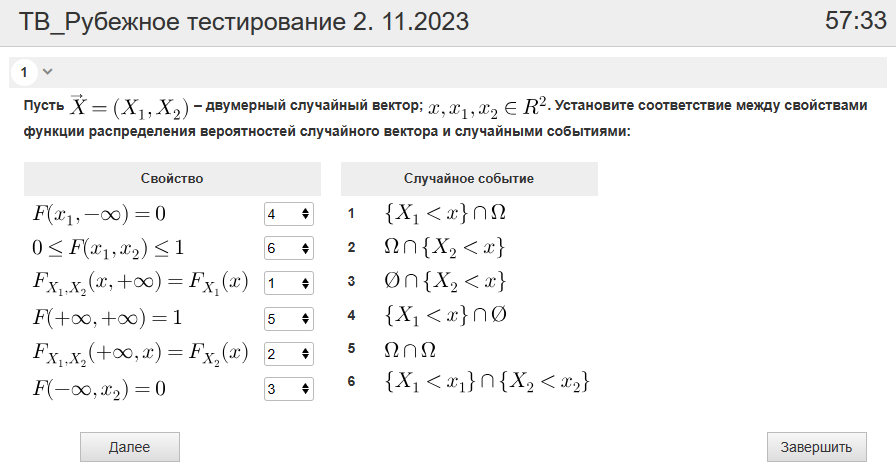 ТВ_Рубежное тестирование 2. 11.2023 57:33
1
Пусть X⃗ = (X₁, X₂) – двумерный случайный вектор; x, x₁, x₂ ∈ R². Установите соответствие между свойствами
функции распределения вероятностей случайного вектора и случайными событиями:
Свойство Случайное событие
F(x₁, −∞) = 0 4 1 {X₁ < x} ∩ Ω
0 ≤ F(x₁, x₂) ≤ 1 6 2 Ω ∩ {X₂ < x}
F_{X₁,X₂}(x, +∞) = F_{X₁}(x) 1 3 Ø ∩ {X₂ < x}
F(+∞, +∞) = 1 5 4 {X₁ < x} ∩ Ø
F_{X₁,X₂}(+∞, x) = F_{X₂}(x) 2 5 Ω ∩ Ω
F(−∞, x₂) = 0 3 6 {X₁ < x₁} ∩ {X₂ < x₂}
Далее Завершить